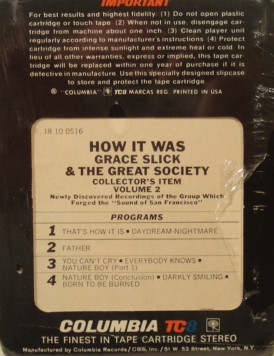 IMPORTANT
For best results and highest fidelity: (1) Do not open plastic
cartridge or touch tape. (2) When not in use, disengage car-
tridge from machine about one inch. (3) Clean player unit
regularly according to manufacturer's instructions. (4) Protect
cartridge from intense sunlight and extreme heat or cold. In
lieu of all other warranties, express or implied, this tape car-
tridge will be replaced within one year of purchase if it is
defective in manufacture. Use this specially designed slipcase
to store and protect the tape cartridge.
® "COLUMBIA" TC8 MARCAS REG. PRINTED IN USA
18 10 0516
HOW IT WAS
GRACE SLICK
& THE GREAT SOCIETY
COLLECTOR'S ITEM
VOLUME 2
Newly Discovered Recordings of the Group Which
Forged the "Sound of San Francisco"
PROGRAMS
1 THAT'S HOW IT IS • DAYDREAM NIGHTMARE
2 FATHER
3 YOU CAN'T CRY • EVERYBODY KNOWS •
NATURE BOY (Part 1)
4 NATURE BOY (Conclusion) • DARKLY SMILING •
BORN TO BE BURNED
COLUMBIA TC8
THE FINEST IN TAPE CARTRIDGE STEREO
Manufactured by Columbia Records/CBS, Inc./51 W. 53 Street, New York, N.Y.